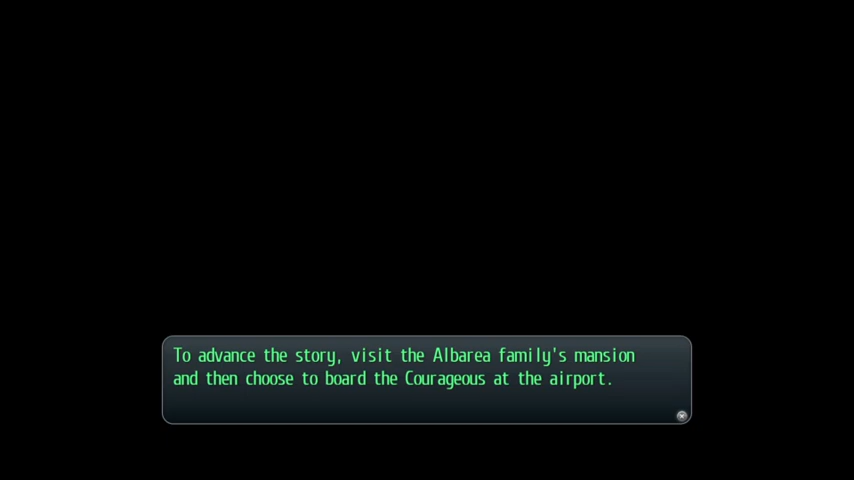 To advance the story, visit the Albarea family's mansion
and then choose to board the Courageous at the airport.